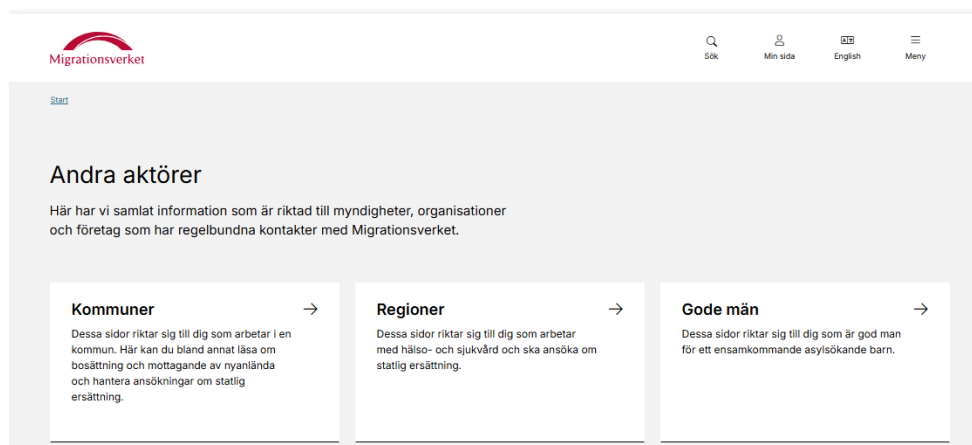 Migrationsverket
Sök
Min sida
English
Meny
Start
Andra aktörer
Här har vi samlat information som är riktad till myndigheter, organisationer
och företag som har regelbundna kontakter med Migrationsverket.
Kommuner
Dessa sidor riktar sig till dig som arbetar i en
kommun. Här kan du bland annat läsa om
bosättning och mottagande av nyanlända
och hantera ansökningar om statlig
ersättning.
Regioner
Dessa sidor riktar sig till dig som arbetar
med hälso- och sjukvård och ska ansöka om
statlig ersättning.
Gode män
Dessa sidor riktar sig till dig som är god man
för ett ensamkommande asylsökande barn.